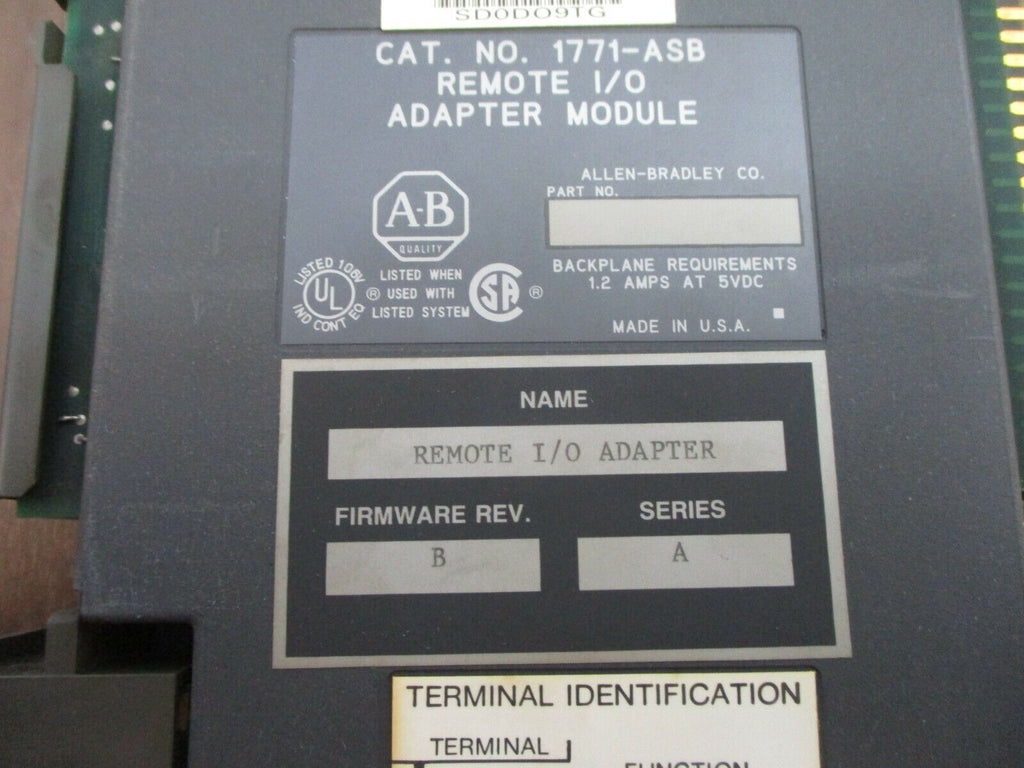 SD0D09TG
CAT. NO. 1771-ASB
REMOTE I/O
ADAPTER MODULE
ALLEN-BRADLEY CO.
PART NO.
A-B
QUALITY
LISTED 106V
UL
IND CONT EQ
®
LISTED WHEN
USED WITH
LISTED SYSTEM
SA
®
BACKPLANE REQUIREMENTS
1.2 AMPS AT 5VDC
MADE IN U.S.A.
NAME
REMOTE I/O ADAPTER
FIRMWARE REV.
SERIES
B
A
TERMINAL IDENTIFICATION
TERMINAL
FUNCTION